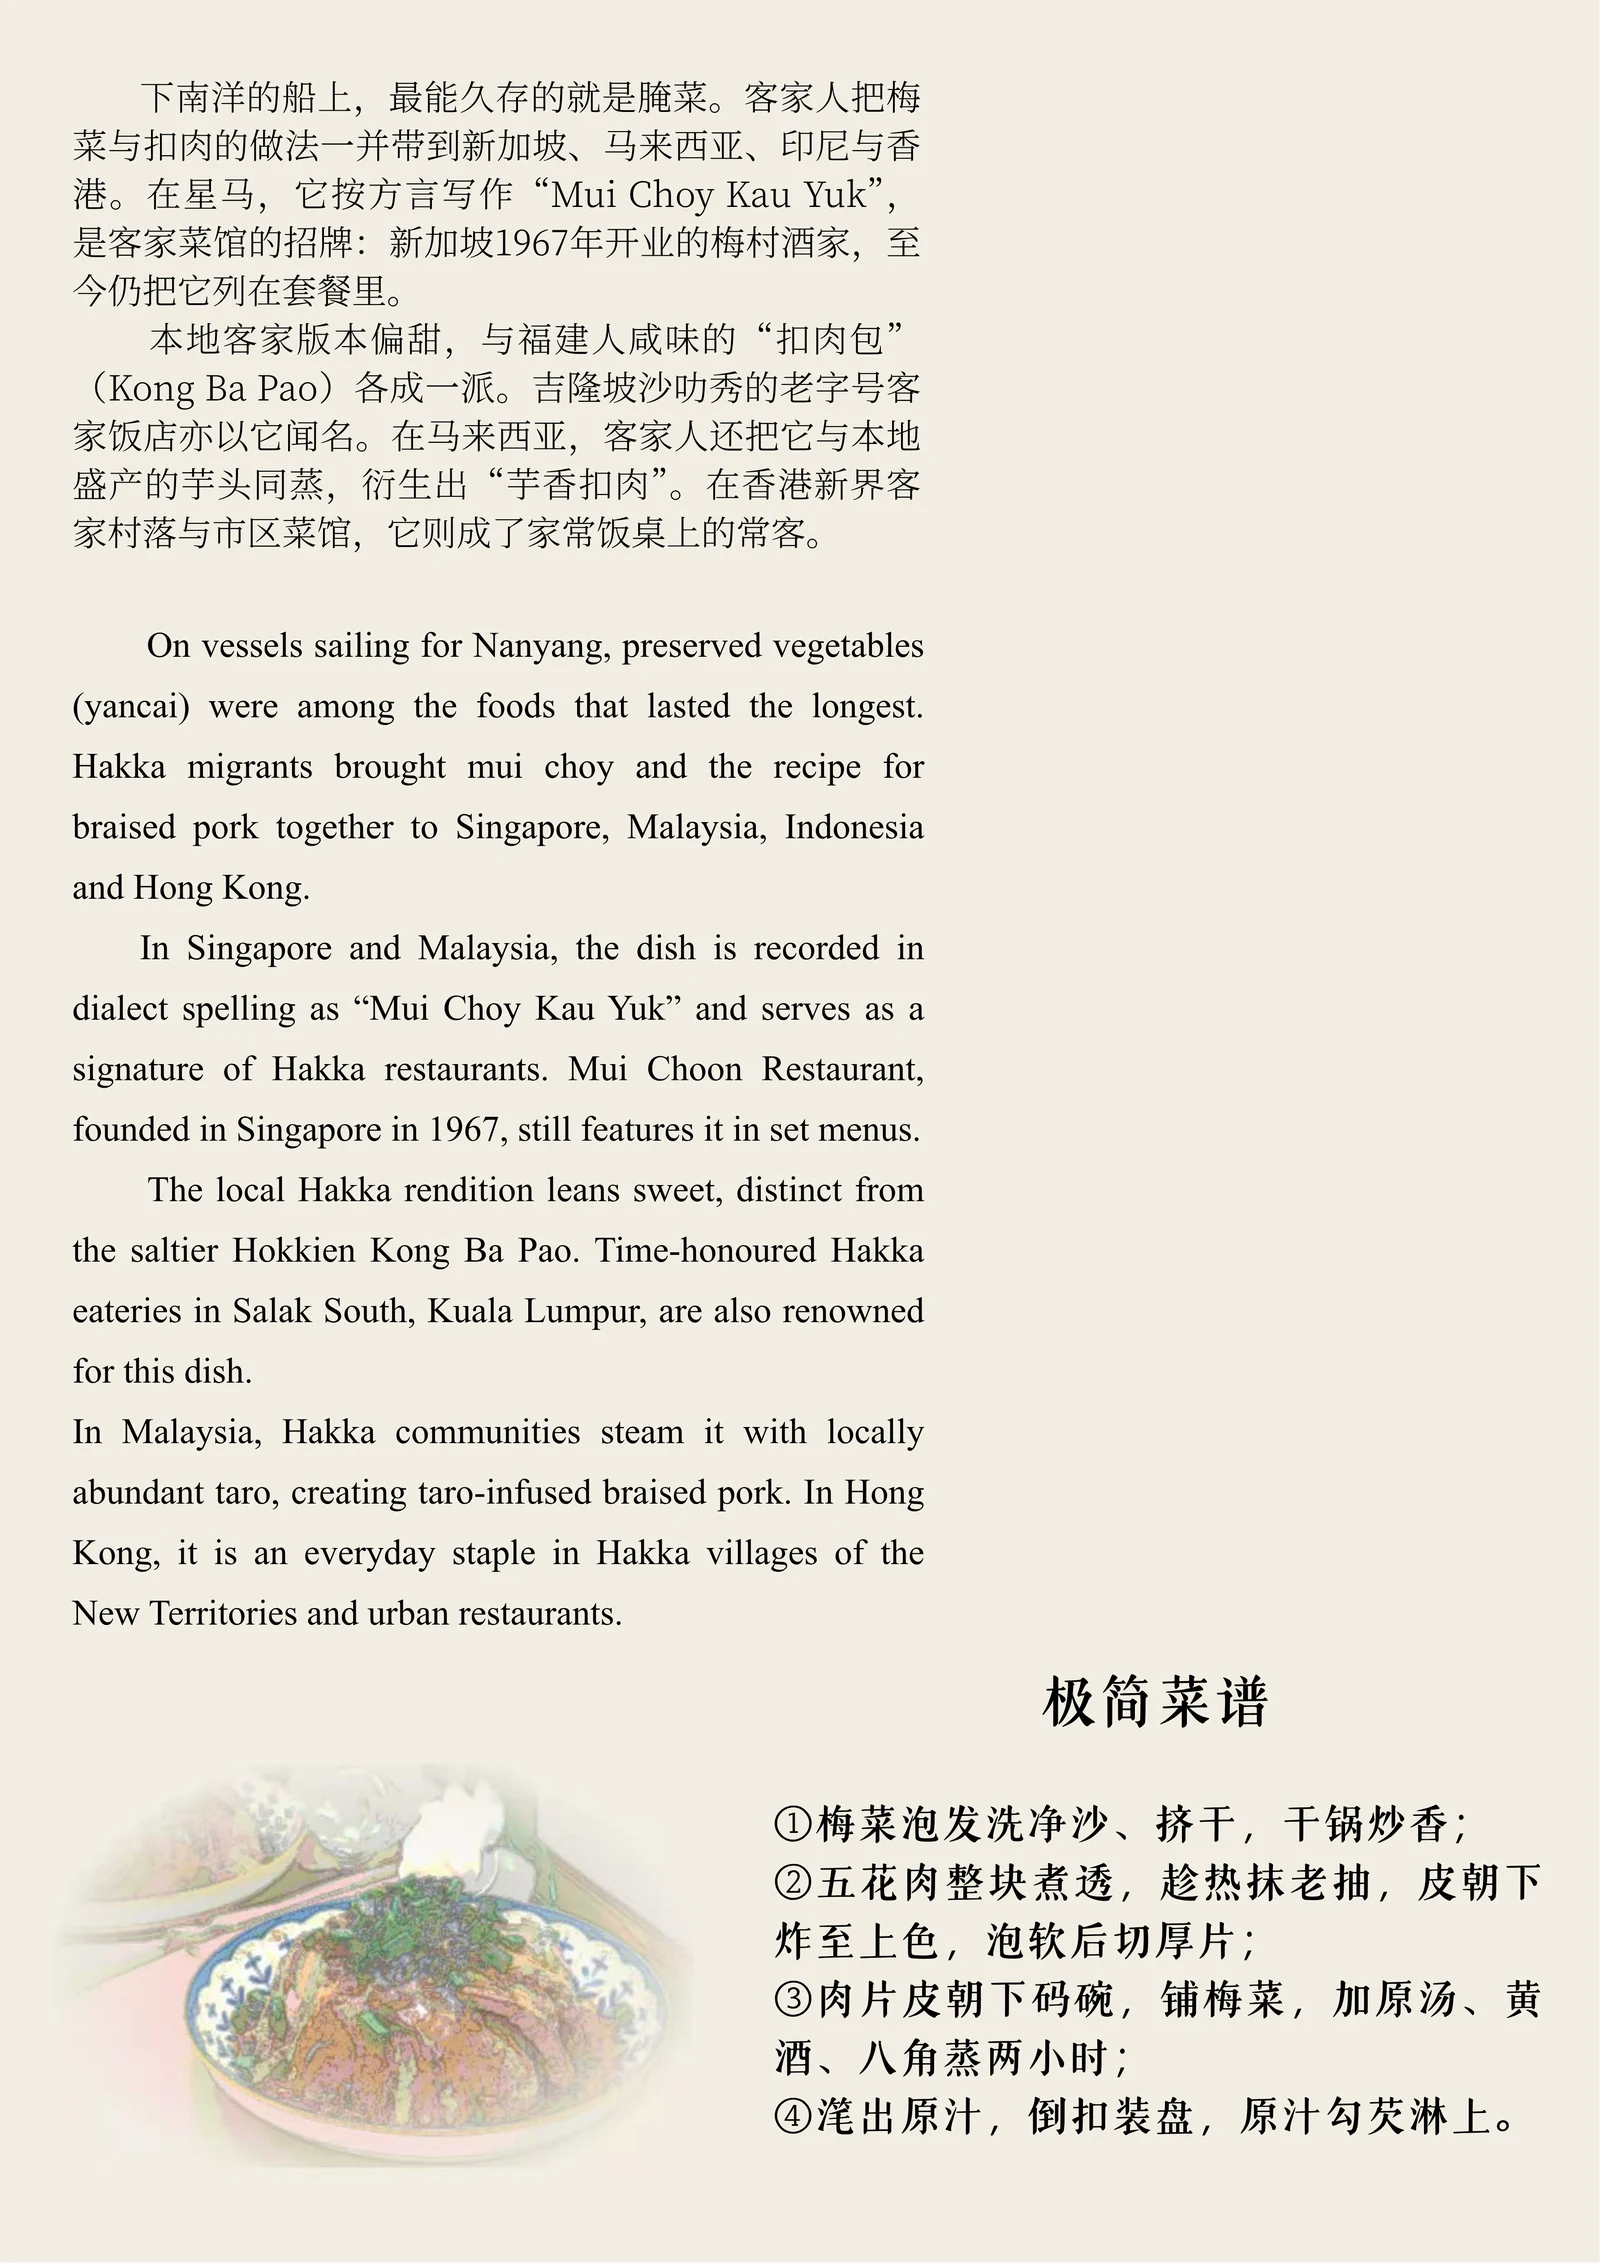 下南洋的船上，最能久存的就是腌菜。客家人把梅
菜与扣肉的做法一并带到新加坡、马来西亚、印尼与香
港。在星马，它按方言写作“Mui Choy Kau Yuk”，
是客家菜馆的招牌：新加坡1967年开业的梅村酒家，至
今仍把它列在套餐里。
本地客家版本偏甜，与福建人咸味的“扣肉包”
（Kong Ba Pao）各成一派。吉隆坡沙叻秀的老字号客
家饭店亦以它闻名。在马来西亚，客家人还把它与本地
盛产的芋头同蒸，衍生出“芋香扣肉”。在香港新界客
家村落与市区菜馆，它则成了家常饭桌上的常客。
On vessels sailing for Nanyang, preserved vegetables
(yancai) were among the foods that lasted the longest.
Hakka migrants brought mui choy and the recipe for
braised pork together to Singapore, Malaysia, Indonesia
and Hong Kong.
In Singapore and Malaysia, the dish is recorded in
dialect spelling as “Mui Choy Kau Yuk” and serves as a
signature of Hakka restaurants. Mui Choon Restaurant,
founded in Singapore in 1967, still features it in set menus.
The local Hakka rendition leans sweet, distinct from
the saltier Hokkien Kong Ba Pao. Time-honoured Hakka
eateries in Salak South, Kuala Lumpur, are also renowned
for this dish.
In Malaysia, Hakka communities steam it with locally
abundant taro, creating taro-infused braised pork. In Hong
Kong, it is an everyday staple in Hakka villages of the
New Territories and urban restaurants.
极简菜谱
①梅菜泡发洗净沙、挤干，干锅炒香；
②五花肉整块煮透，趁热抹老抽，皮朝下
炸至上色，泡软后切厚片；
③肉片皮朝下码碗，铺梅菜，加原汤、黄
酒、八角蒸两小时；
④滗出原汁，倒扣装盘，原汁勾芡淋上。